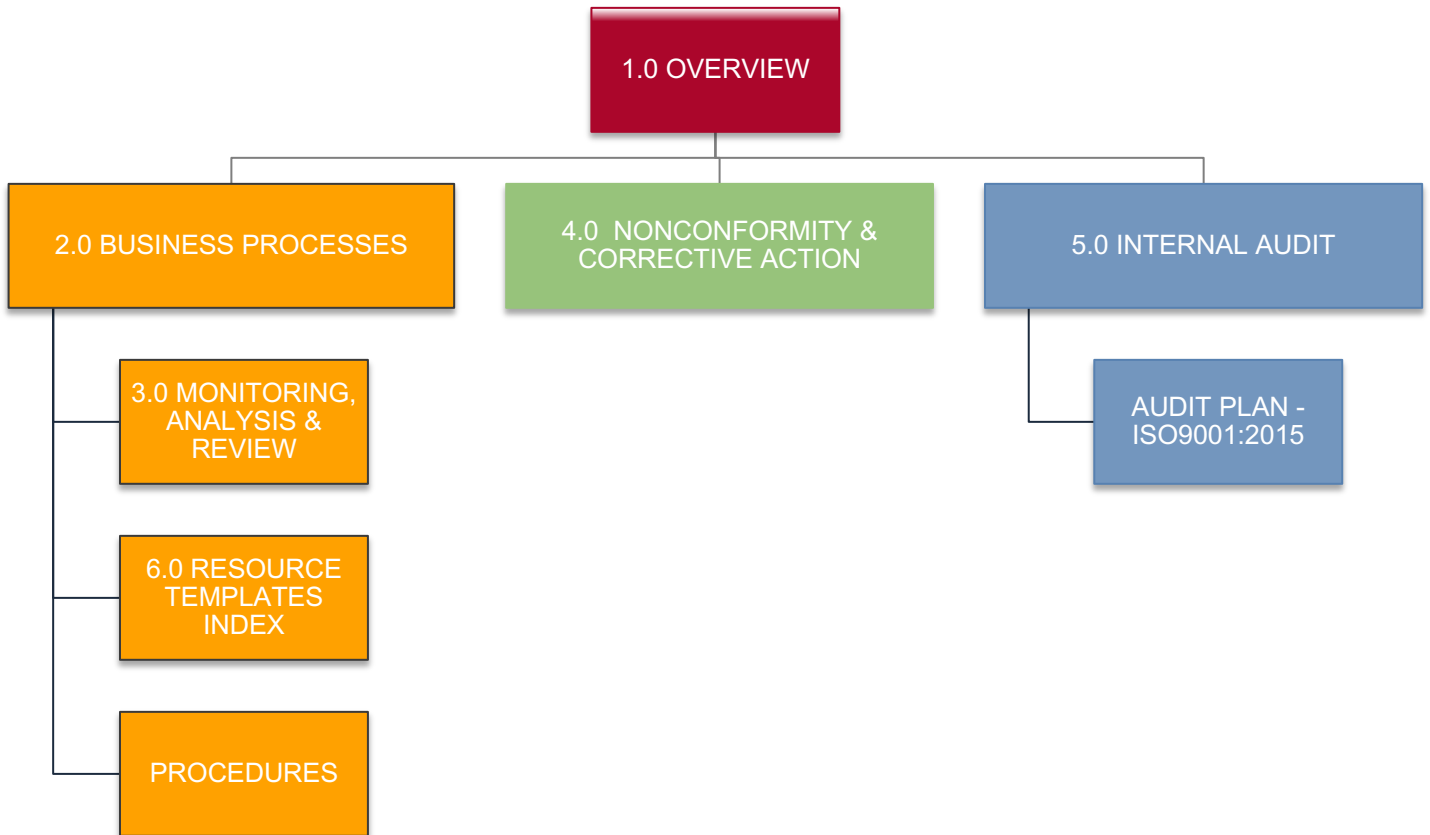 1.0 OVERVIEW
2.0 BUSINESS PROCESSES
4.0  NONCONFORMITY &
CORRECTIVE ACTION
5.0 INTERNAL AUDIT
3.0 MONITORING,
ANALYSIS &
REVIEW
AUDIT PLAN -
ISO9001:2015
6.0 RESOURCE
TEMPLATES
INDEX
PROCEDURES